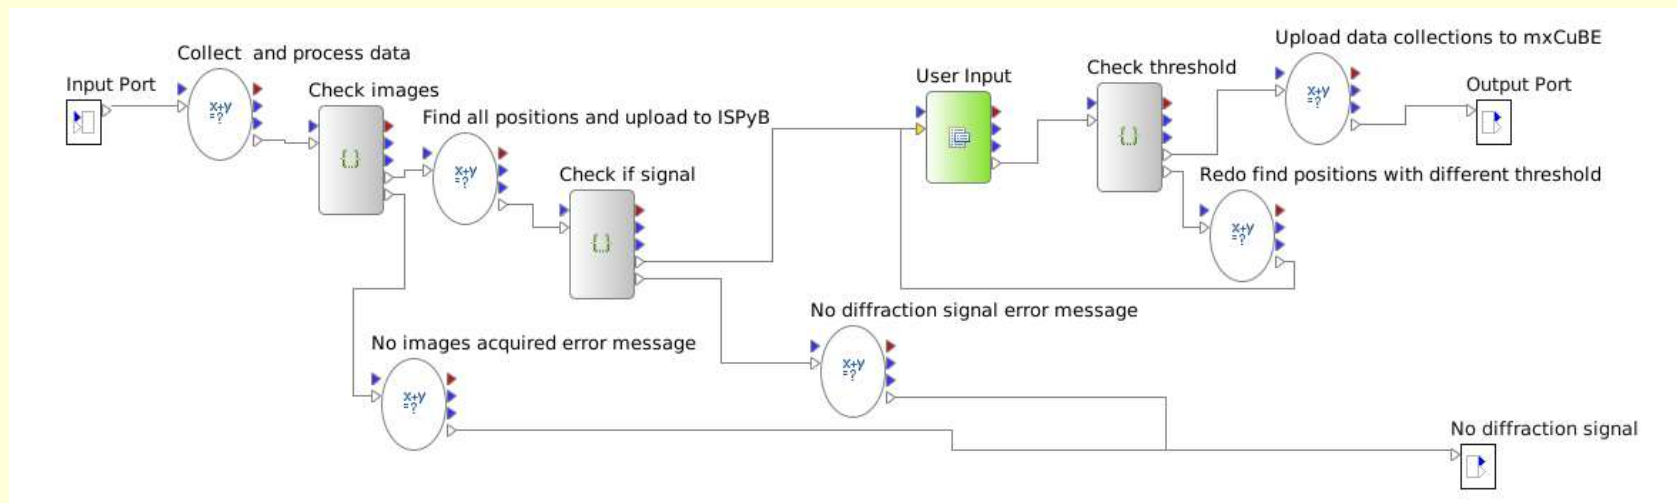 Input Port
Collect  and process data
Check images
Find all positions and upload to ISPyB
Check if signal
User Input
Check threshold
Upload data collections to mxCuBE
Output Port
Redo find positions with different threshold
No diffraction signal error message
No images acquired error message
No diffraction signal
x+y
=?
{}
x+y
=?
{}
{}
x+y
=?
x+y
=?
x+y
=?
x+y
=?